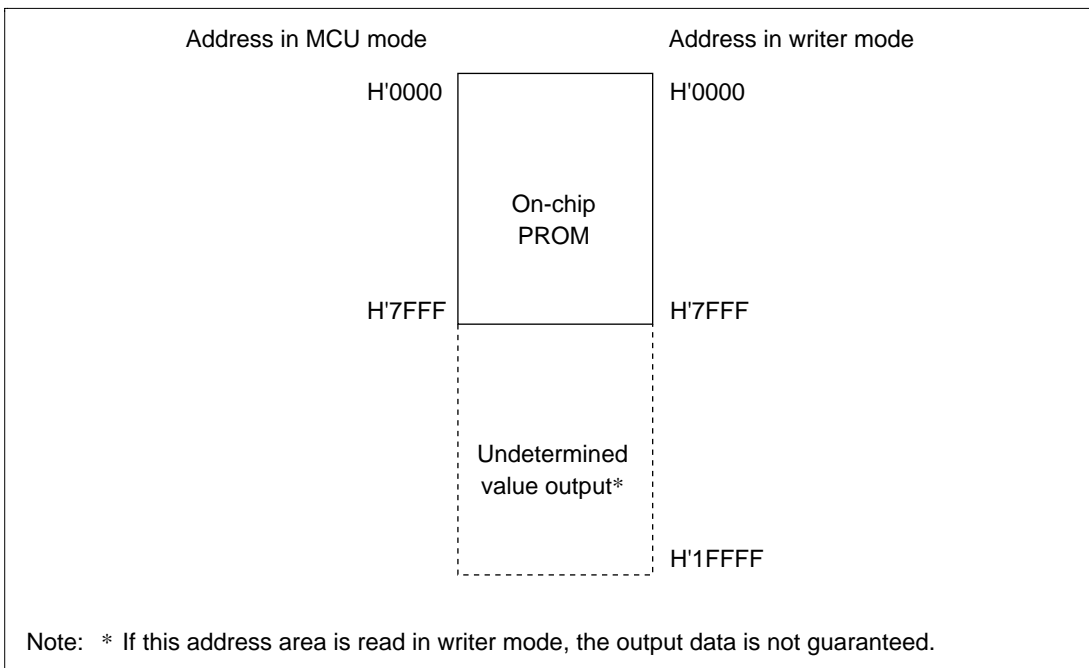 Address in MCU mode Address in writer mode
H'0000 H'0000
On-chip
PROM
H'7FFF H'7FFF
Undetermined
value output*
H'1FFFF
Note: * If this address area is read in writer mode, the output data is not guaranteed.